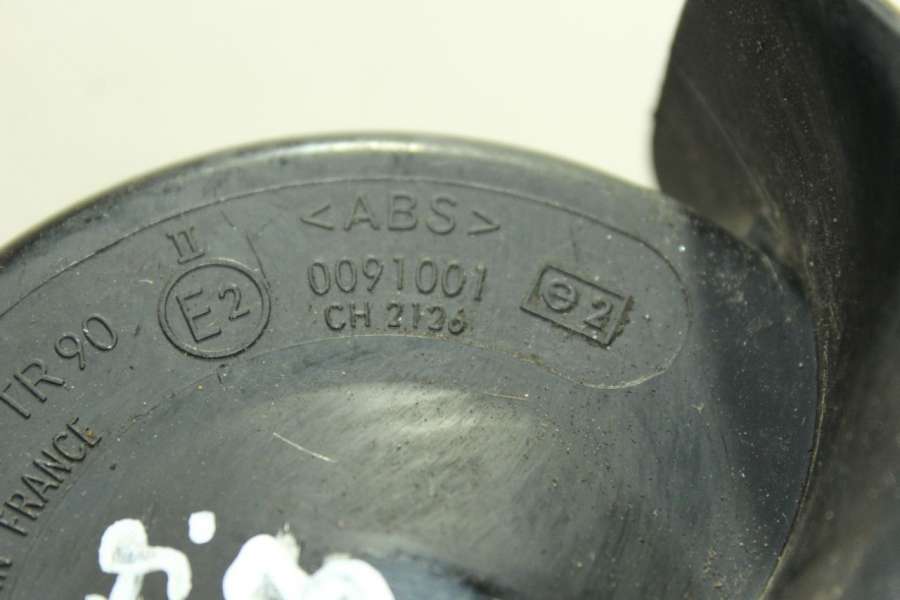 <ABS>
II
E2
0091001
CH 2126
e2
TR 90
FRANCE